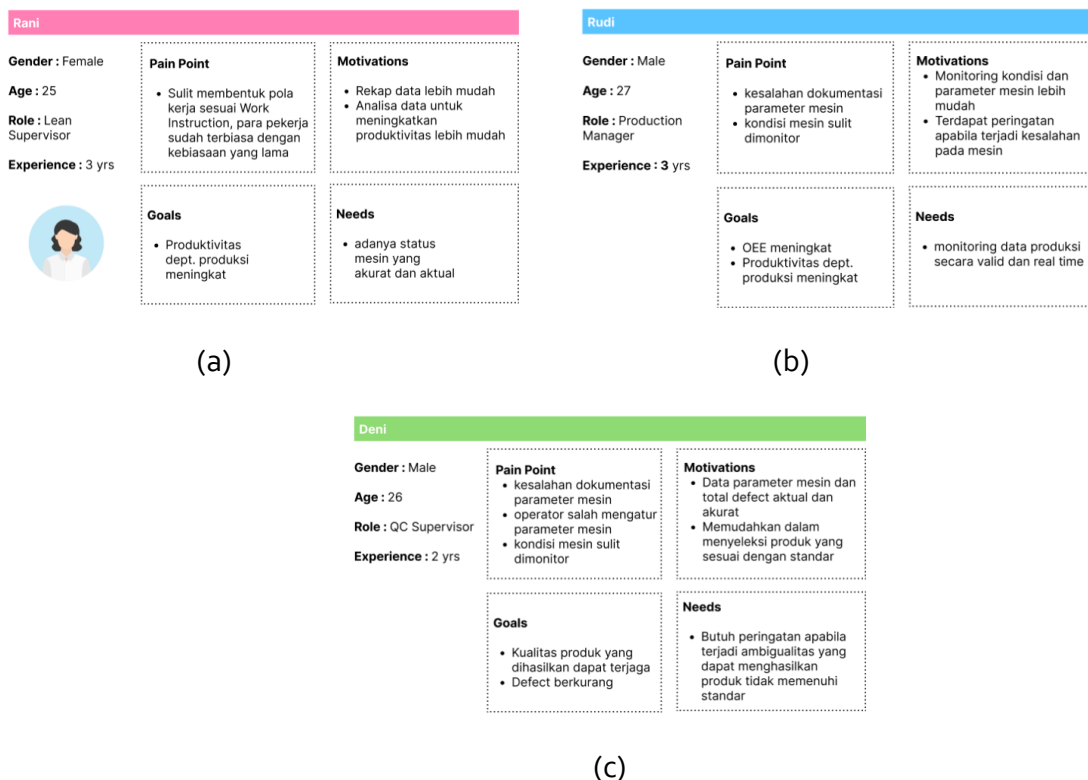 Rani
Gender : Female
Age : 25
Role : Lean
Supervisor
Experience : 3 yrs
Pain Point
• Sulit membentuk pola
kerja sesuai Work
Instruction, para pekerja
sudah terbiasa dengan
kebiasaan yang lama
Motivations
• Rekap data lebih mudah
• Analisa data untuk
meningkatkan
produktivitas lebih mudah
Goals
• Produktivitas
dept. produksi
meningkat
Needs
• adanya status
mesin yang
akurat dan aktual
(a)
Rudi
Gender : Male
Age : 27
Role : Production
Manager
Experience : 3 yrs
Pain Point
• kesalahan dokumentasi
parameter mesin
• kondisi mesin sulit
dimonitor
Motivations
• Monitoring kondisi dan
parameter mesin lebih
mudah
• Terdapat peringatan
apabila terjadi kesalahan
pada mesin
Goals
• OEE meningkat
• Produktivitas dept.
produksi meningkat
Needs
• monitoring data produksi
secara valid dan real time
(b)
Deni
Gender : Male
Age : 26
Role : QC Supervisor
Experience : 2 yrs
Pain Point
• kesalahan dokumentasi
parameter mesin
• operator salah mengatur
parameter mesin
• kondisi mesin sulit
dimonitor
Motivations
• Data parameter mesin dan
total defect aktual dan
akurat
• Memudahkan dalam
menyeleksi produk yang
sesuai dengan standar
Goals
• Kualitas produk yang
dihasilkan dapat terjaga
• Defect berkurang
Needs
• Butuh peringatan apabila
terjadi ambigualitas yang
dapat menghasilkan
produk tidak memenuhi
standar
(c)